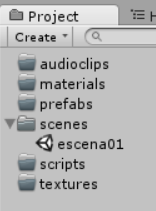 Project
Create
audioclips
materials
prefabs
scenes
escena01
scripts
textures